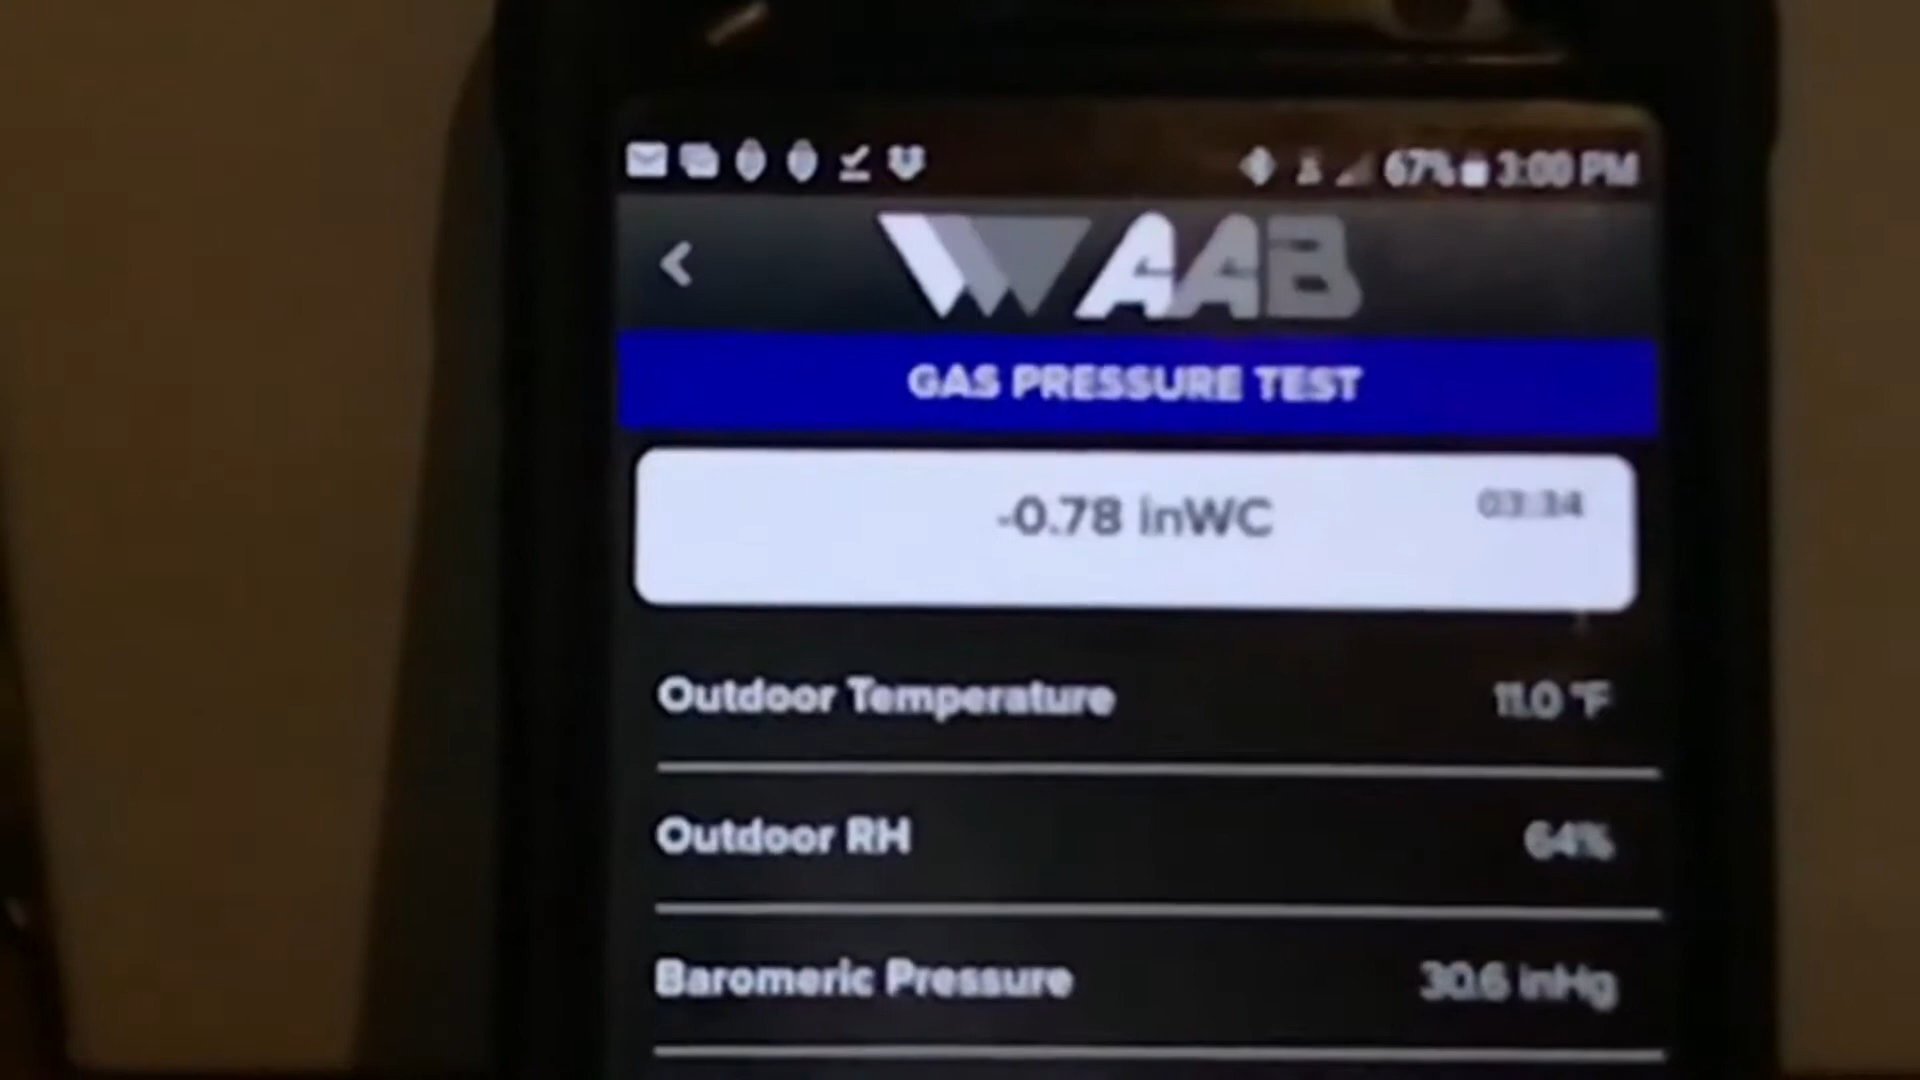 67% 3:00 PM
WAAB
GAS PRESSURE TEST
-0.78 inWC 03:34
Outdoor Temperature 11.0 °F
Outdoor RH 64%
Baromeric Pressure 30.6 inHg